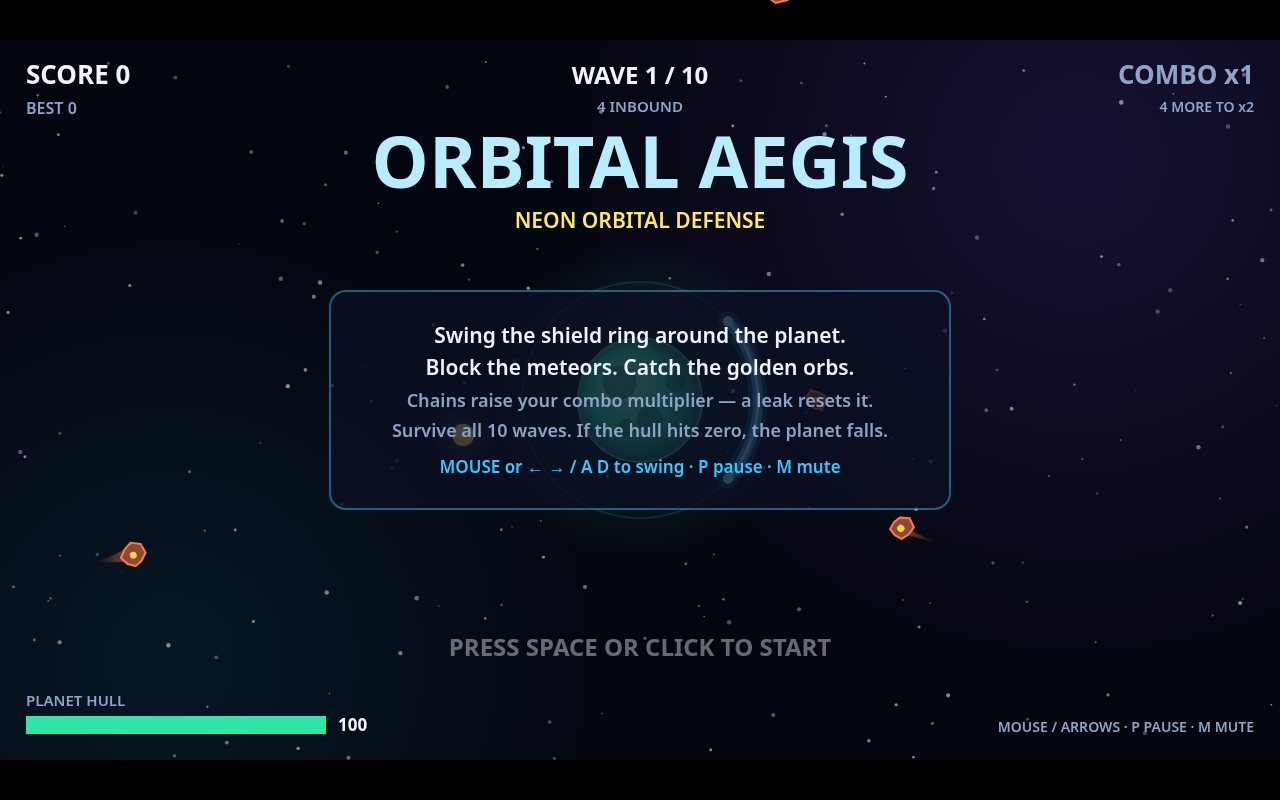 SCORE 0
WAVE 1 / 10
COMBO x1
BEST 0
4 INBOUND
4 MORE TO x2
ORBITAL AEGIS
NEON ORBITAL DEFENSE
Swing the shield ring around the planet.
Block the meteors. Catch the golden orbs.
Chains raise your combo multiplier — a leak resets it.
Survive all 10 waves. If the hull hits zero, the planet falls.
MOUSE or ← → / A D to swing · P pause · M mute
PRESS SPACE OR CLICK TO START
PLANET HULL
100
MOUSE / ARROWS · P PAUSE · M MUTE